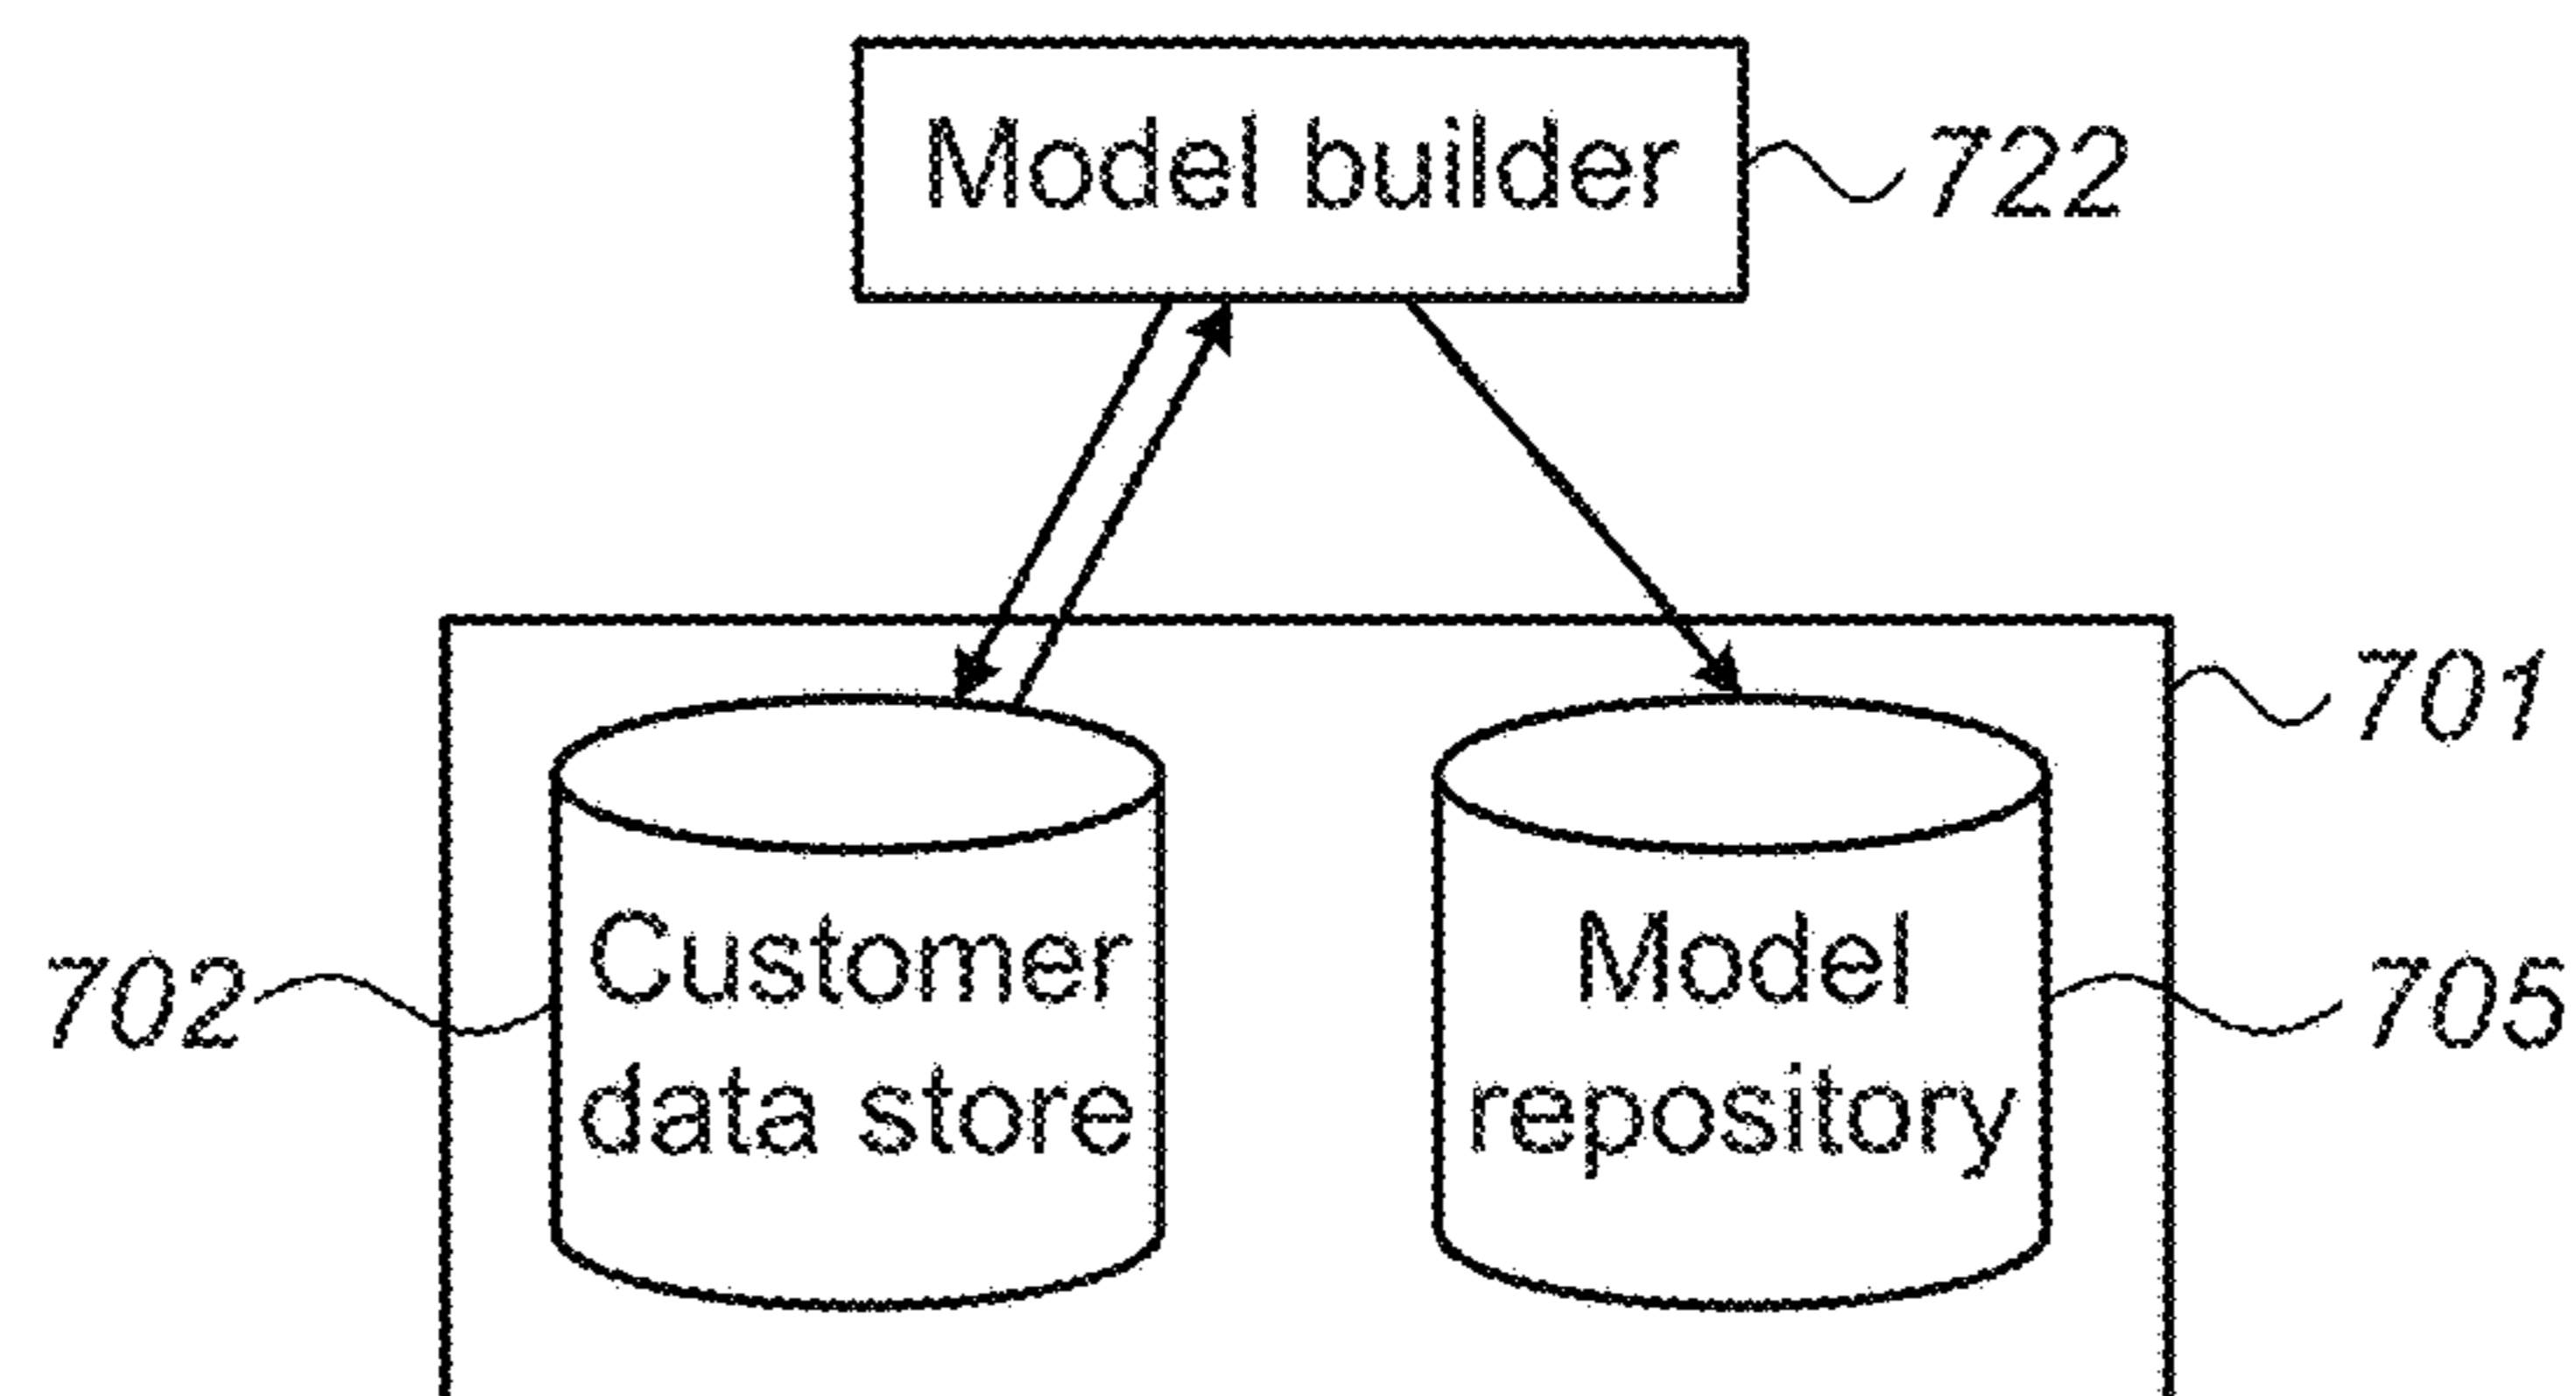 Model builder
722
701
702
Customer
data store
Model
repository
705